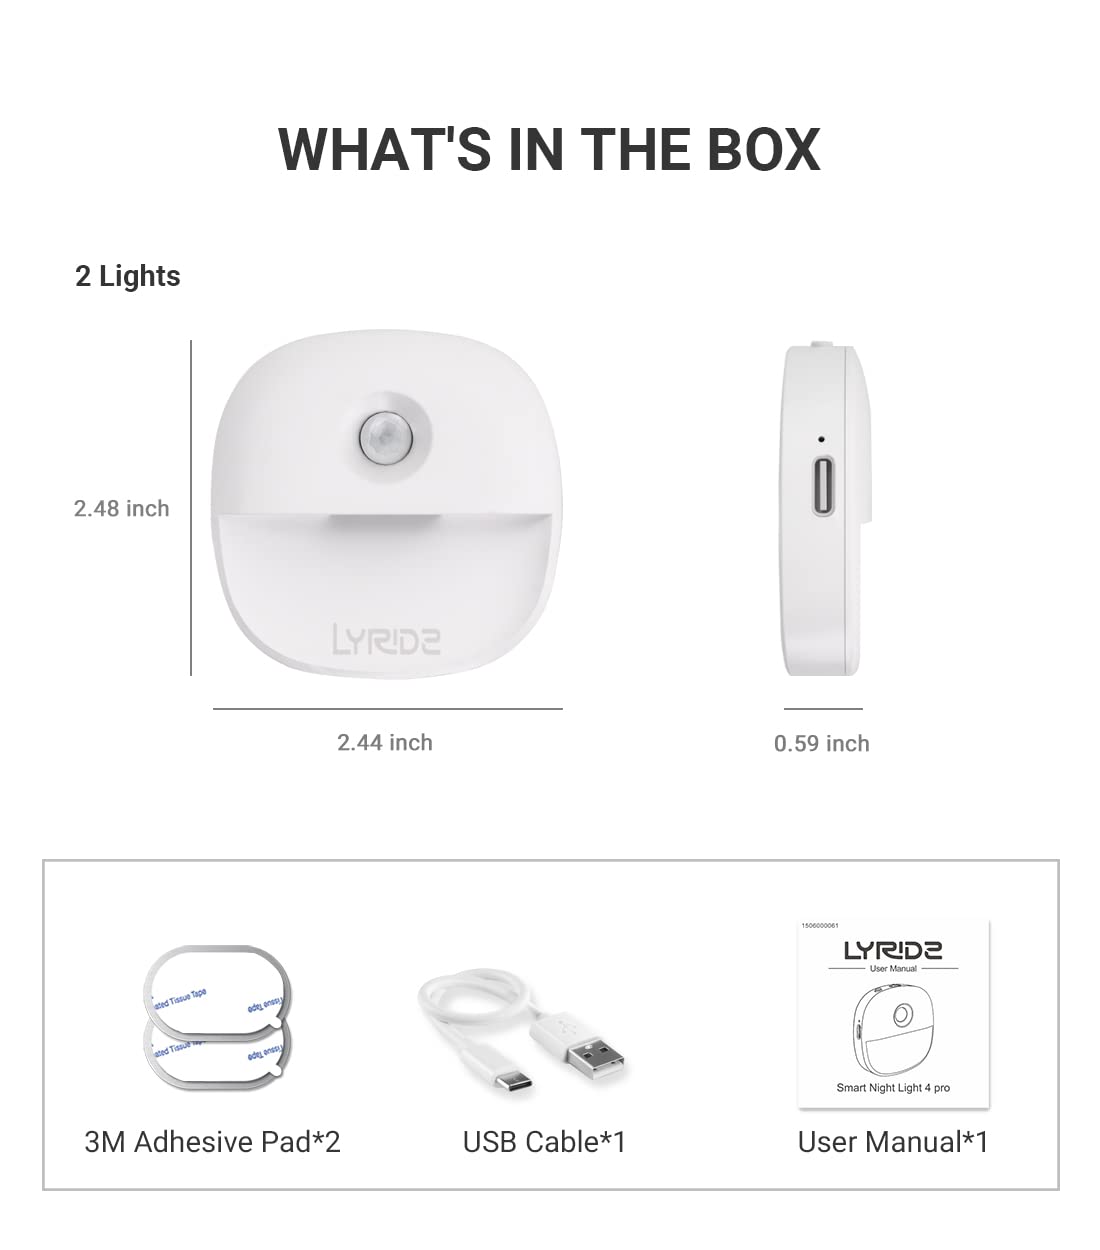 WHAT'S IN THE BOX
2 Lights
2.48 inch
LYRIDZ
2.44 inch
0.59 inch
ated Tissue Tape
ated Tissue Tape
ated Tissue Tape
ated Tissue Tape
1506000061
LYRIDZ
User Manual
Smart Night Light 4 pro
3M Adhesive Pad*2
USB Cable*1
User Manual*1